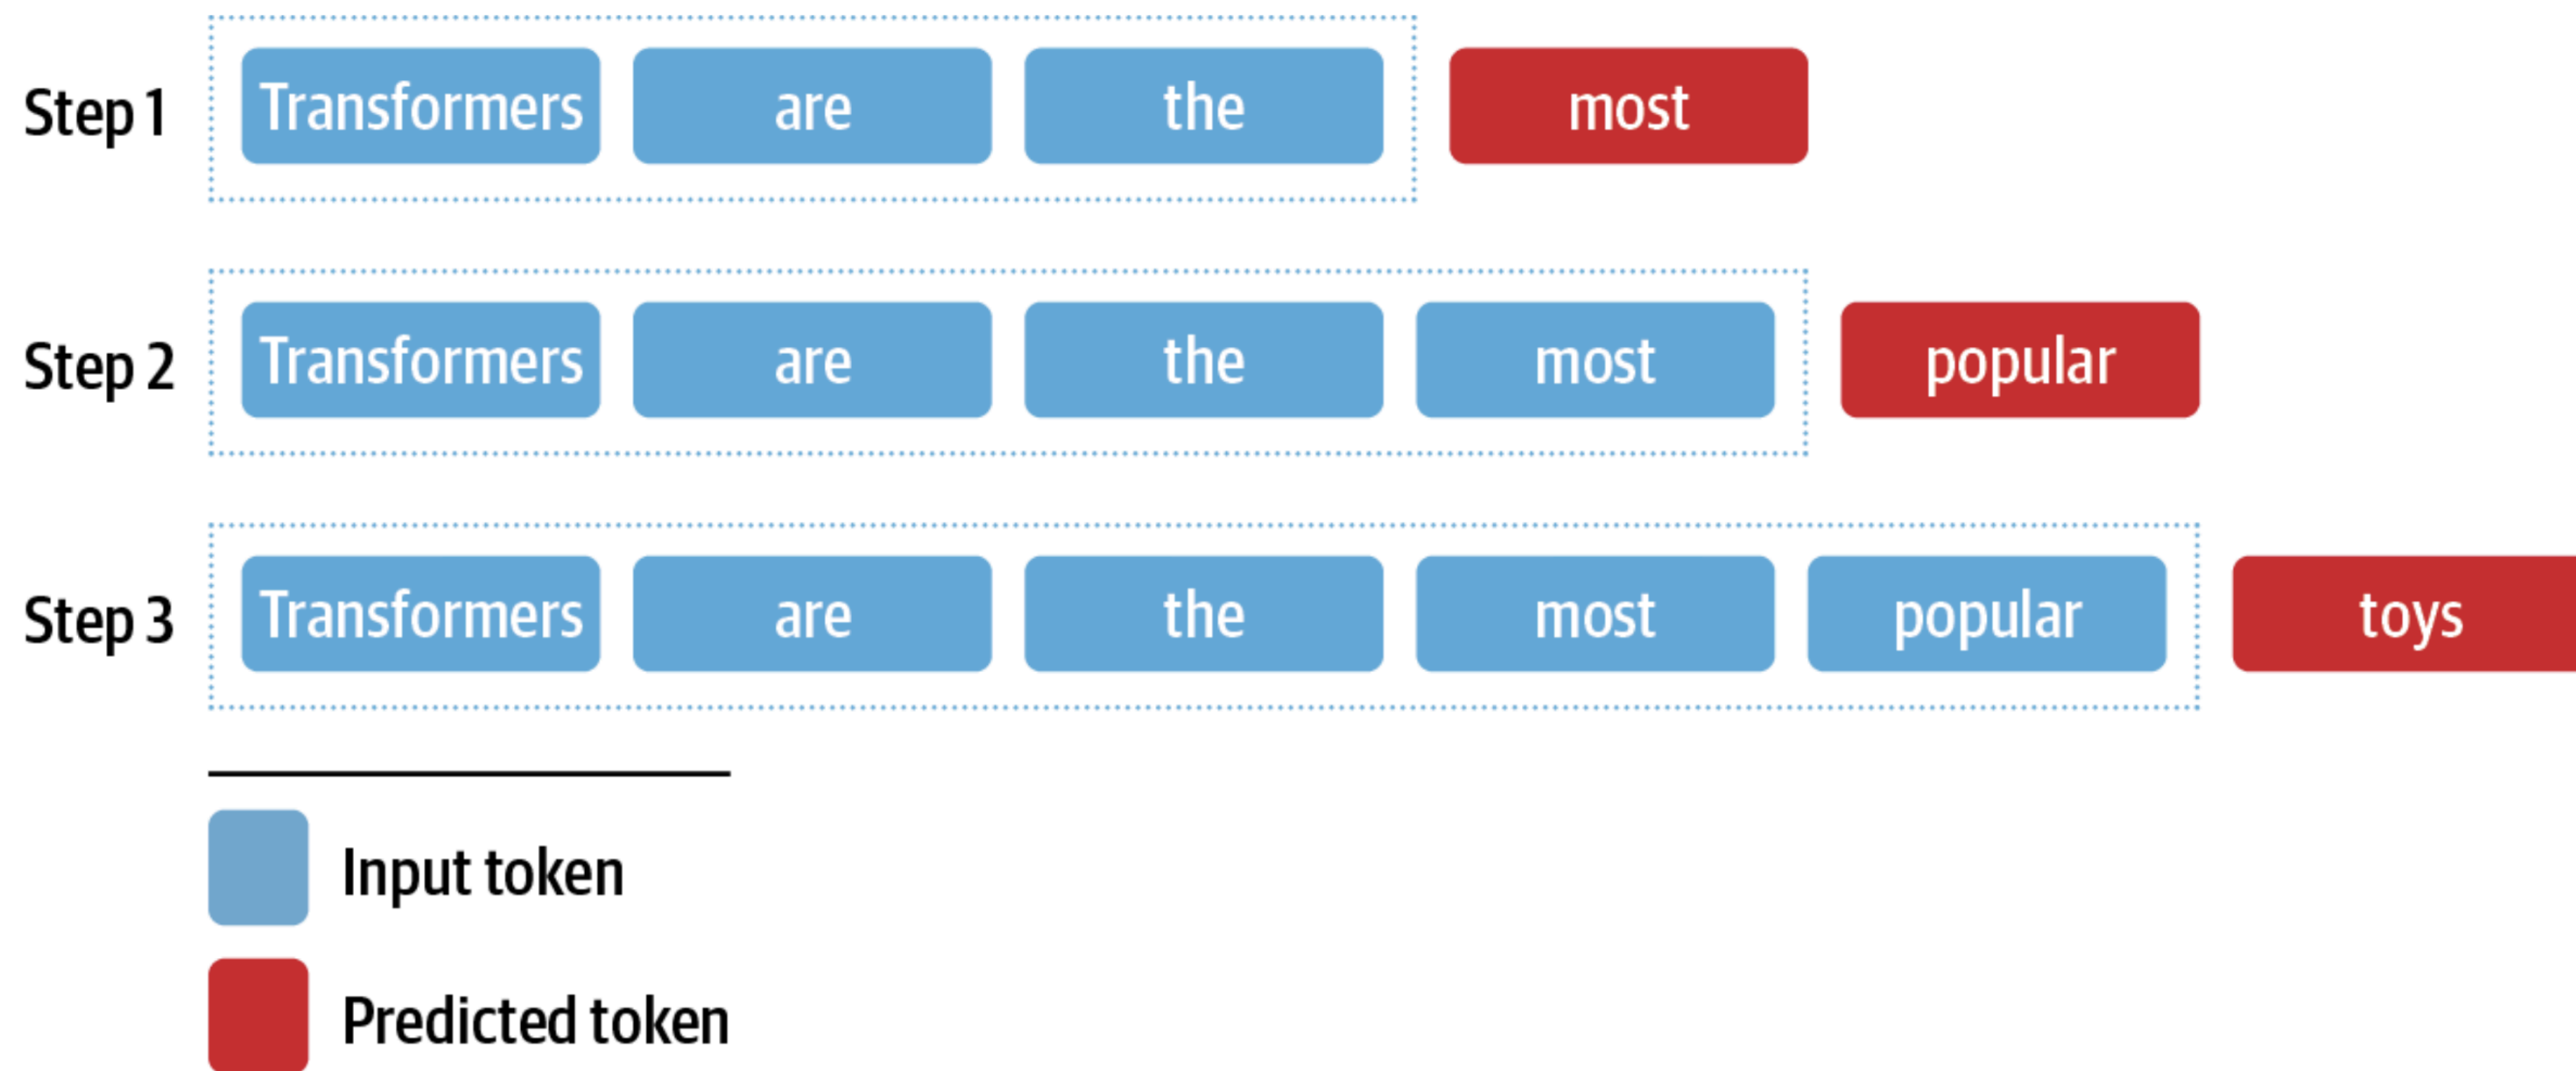 Step 1 Transformers are the most
Step 2 Transformers are the most popular
Step 3 Transformers are the most popular toys
Input token
Predicted token